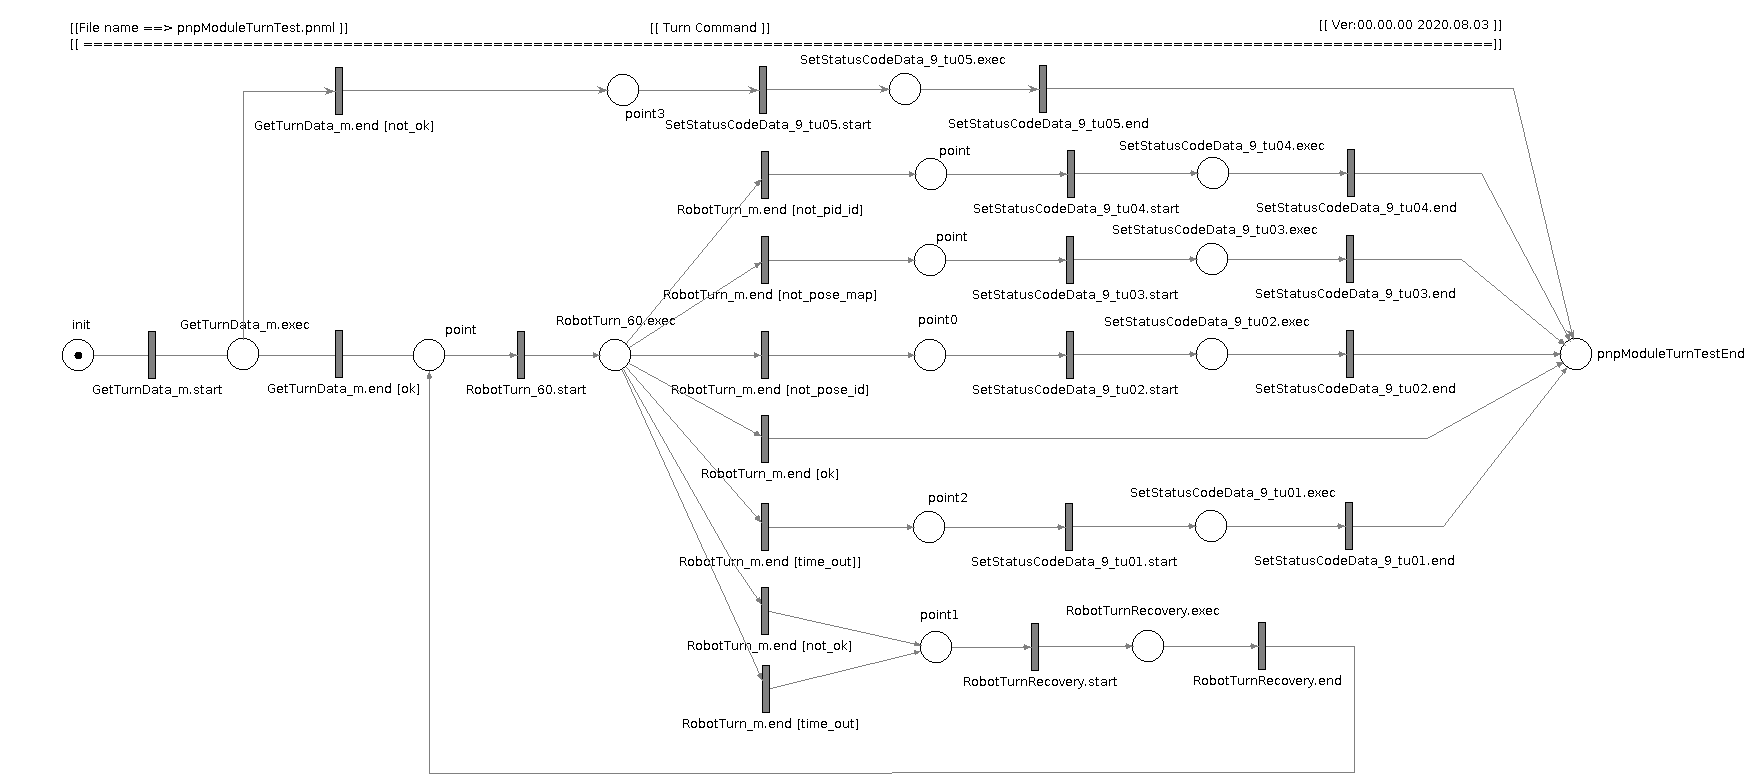 [[File name ==> pnpModuleTurnTest.pnml ]] [[ Turn Command ]] [[ Ver:00.00.00 2020.08.03 ]]
[[ =============================================================================================================================================]]
SetStatusCodeData_9_tu05.exec
point3
GetTurnData_m.end [not_ok] SetStatusCodeData_9_tu05.start SetStatusCodeData_9_tu05.end
point SetStatusCodeData_9_tu04.exec
RobotTurn_m.end [not_pid_id] SetStatusCodeData_9_tu04.start SetStatusCodeData_9_tu04.end
point SetStatusCodeData_9_tu03.exec
RobotTurn_m.end [not_pose_map] SetStatusCodeData_9_tu03.start SetStatusCodeData_9_tu03.end
init GetTurnData_m.exec point RobotTurn_60.exec point0 SetStatusCodeData_9_tu02.exec
pnpModuleTurnTestEnd
GetTurnData_m.start GetTurnData_m.end [ok] RobotTurn_60.start RobotTurn_m.end [not_pose_id] SetStatusCodeData_9_tu02.start SetStatusCodeData_9_tu02.end
RobotTurn_m.end [ok]
point2 SetStatusCodeData_9_tu01.exec
RobotTurn_m.end [time_out]] SetStatusCodeData_9_tu01.start SetStatusCodeData_9_tu01.end
point1 RobotTurnRecovery.exec
RobotTurn_m.end [not_ok]
RobotTurnRecovery.start RobotTurnRecovery.end
RobotTurn_m.end [time_out]